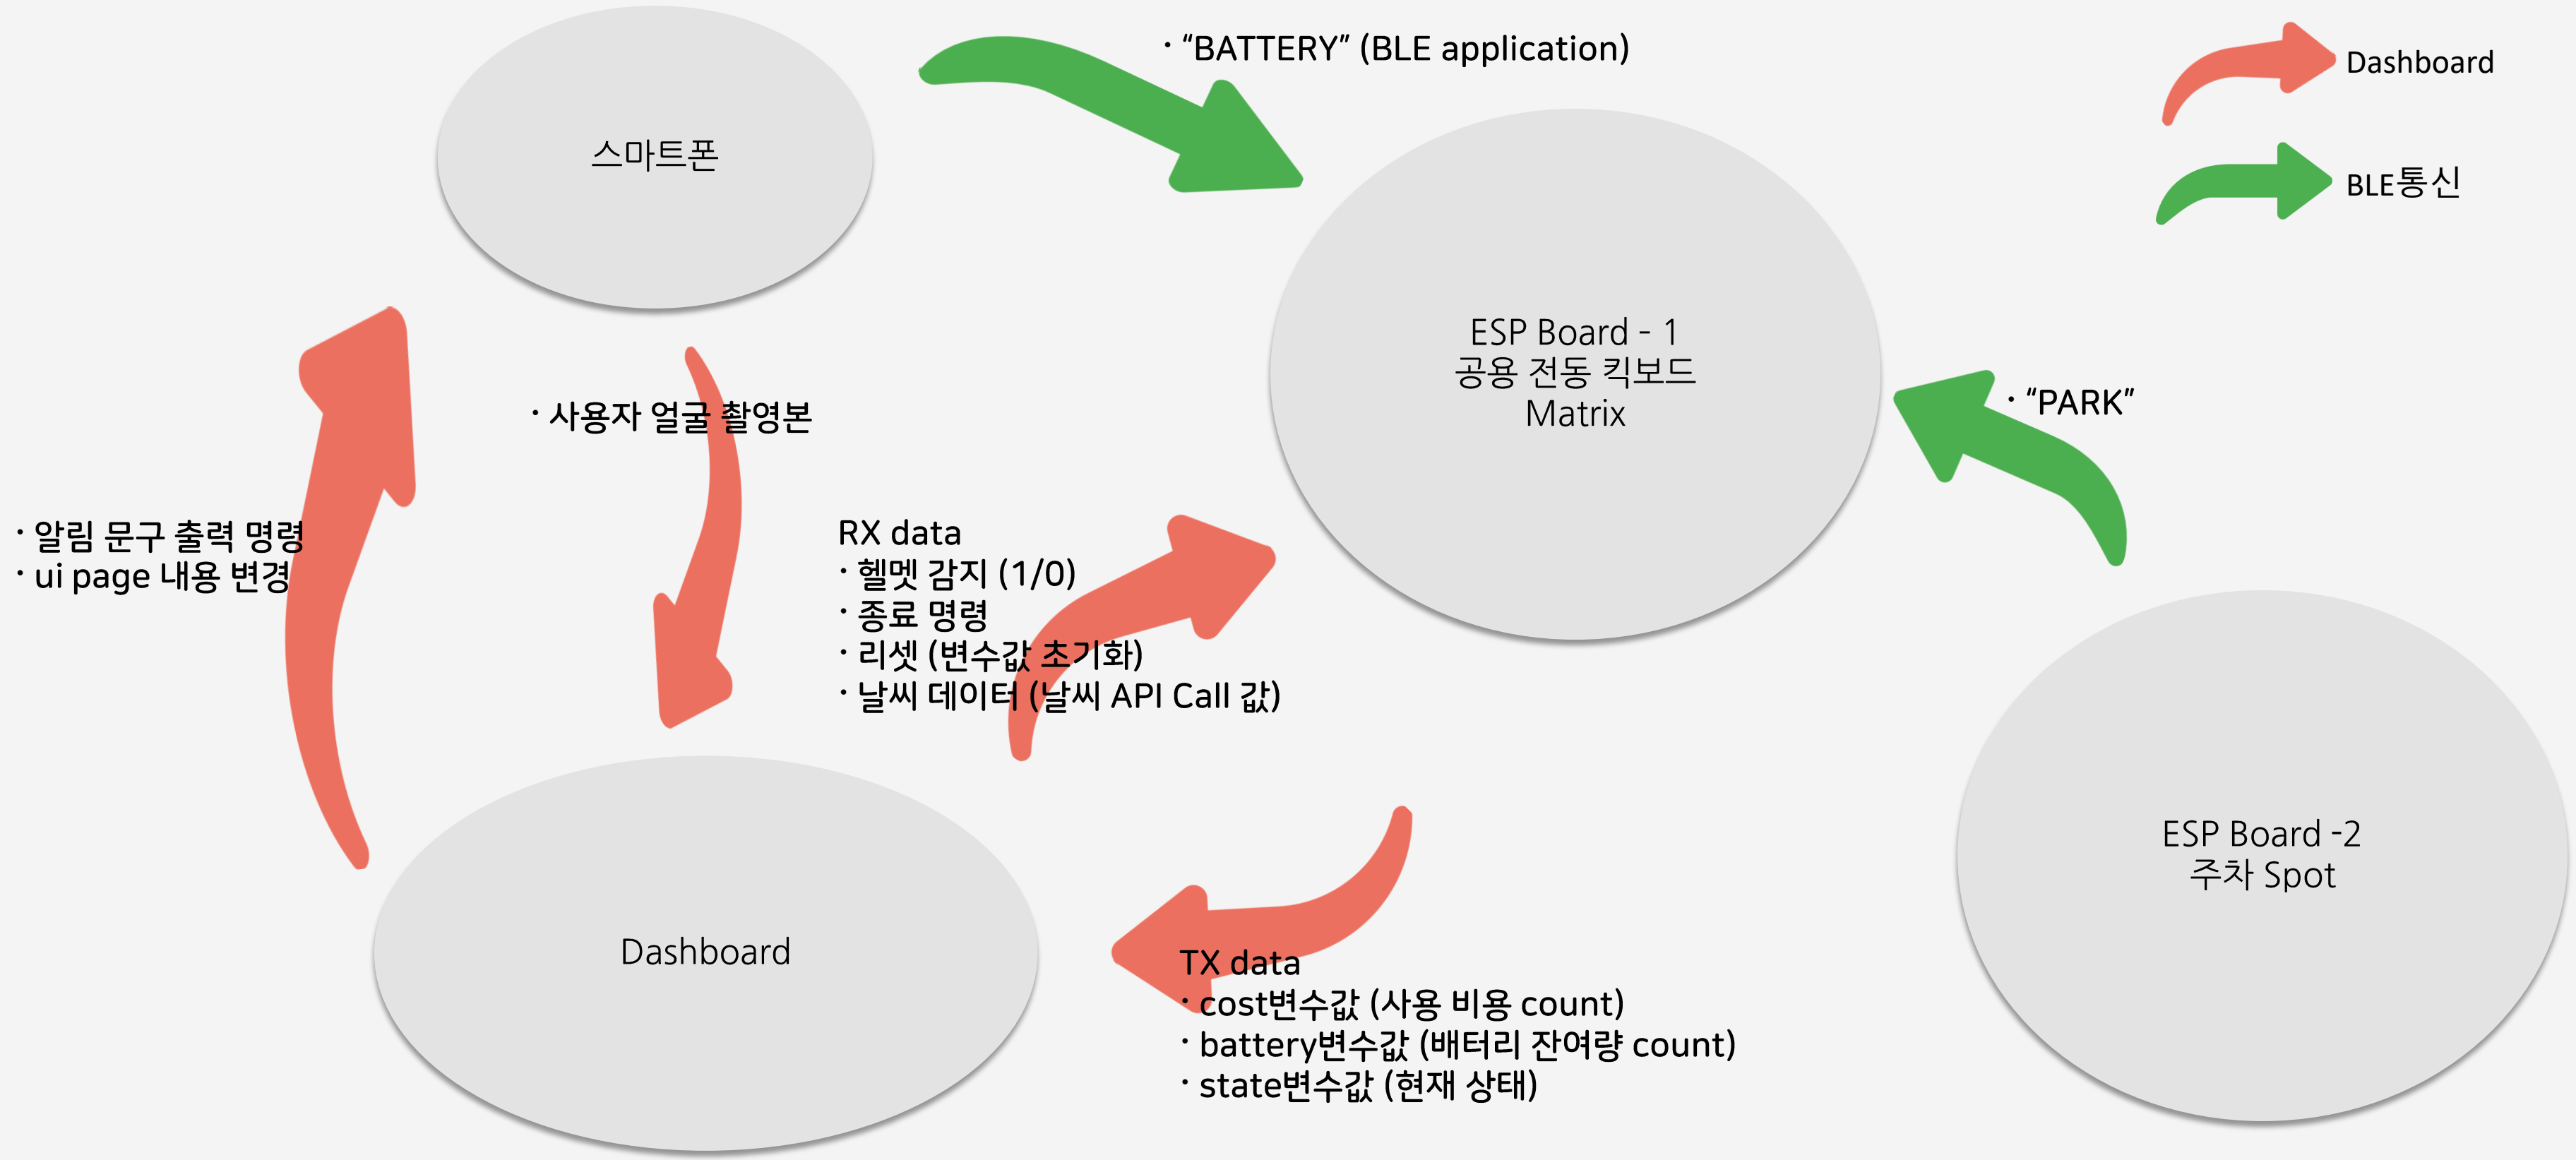 · “BATTERY” (BLE application)
Dashboard
BLE통신
스마트폰
ESP Board - 1
공용 전동 킥보드
Matrix
· “PARK”
· 사용자 얼굴 촬영본
· 알림 문구 출력 명령
· ui page 내용 변경
RX data
· 헬멧 감지 (1/0)
· 종료 명령
· 리셋 (변수값 초기화)
· 날씨 데이터 (날씨 API Call 값)
ESP Board -2
주차 Spot
Dashboard
TX data
· cost변수값 (사용 비용 count)
· battery변수값 (배터리 잔여량 count)
· state변수값 (현재 상태)